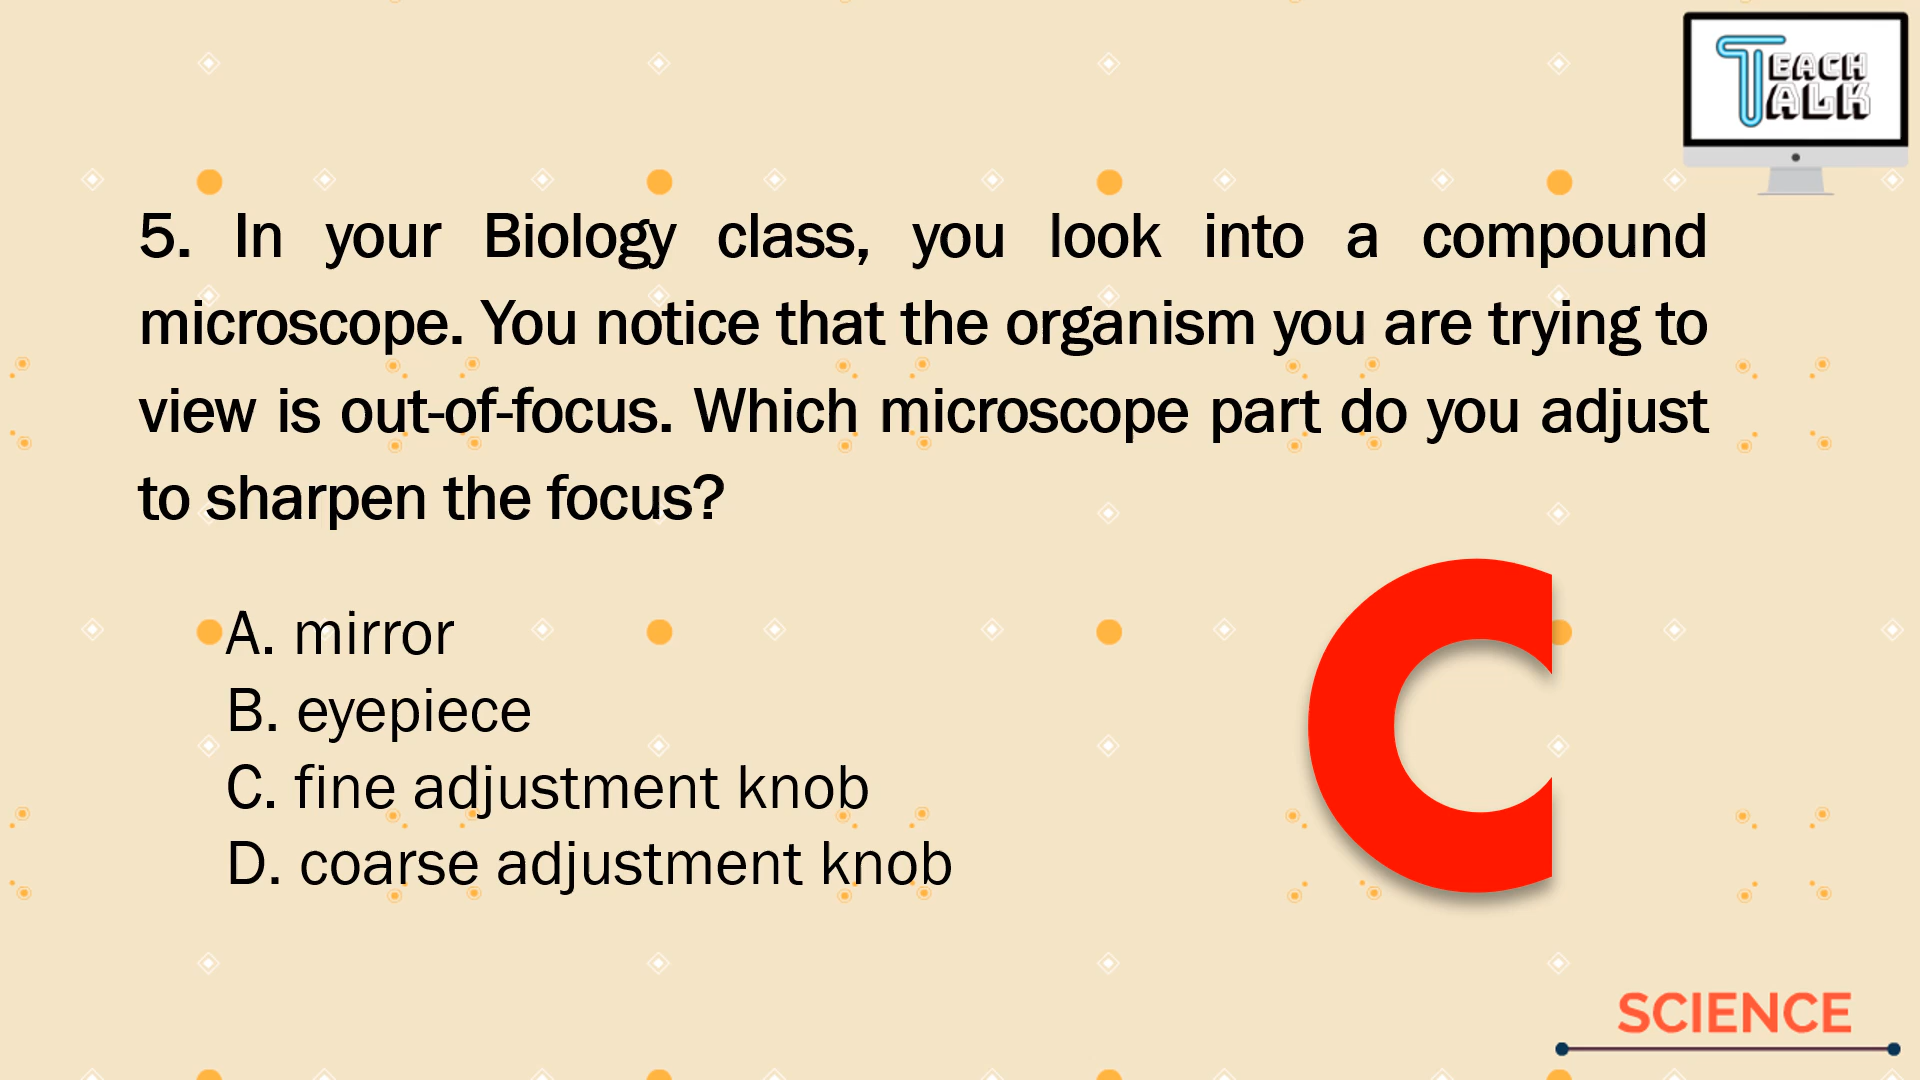 TEACH
TALK
5. In your Biology class, you look into a compound
microscope. You notice that the organism you are trying to
view is out-of-focus. Which microscope part do you adjust
to sharpen the focus?
A. mirror
B. eyepiece
C. fine adjustment knob
D. coarse adjustment knob
C
SCIENCE